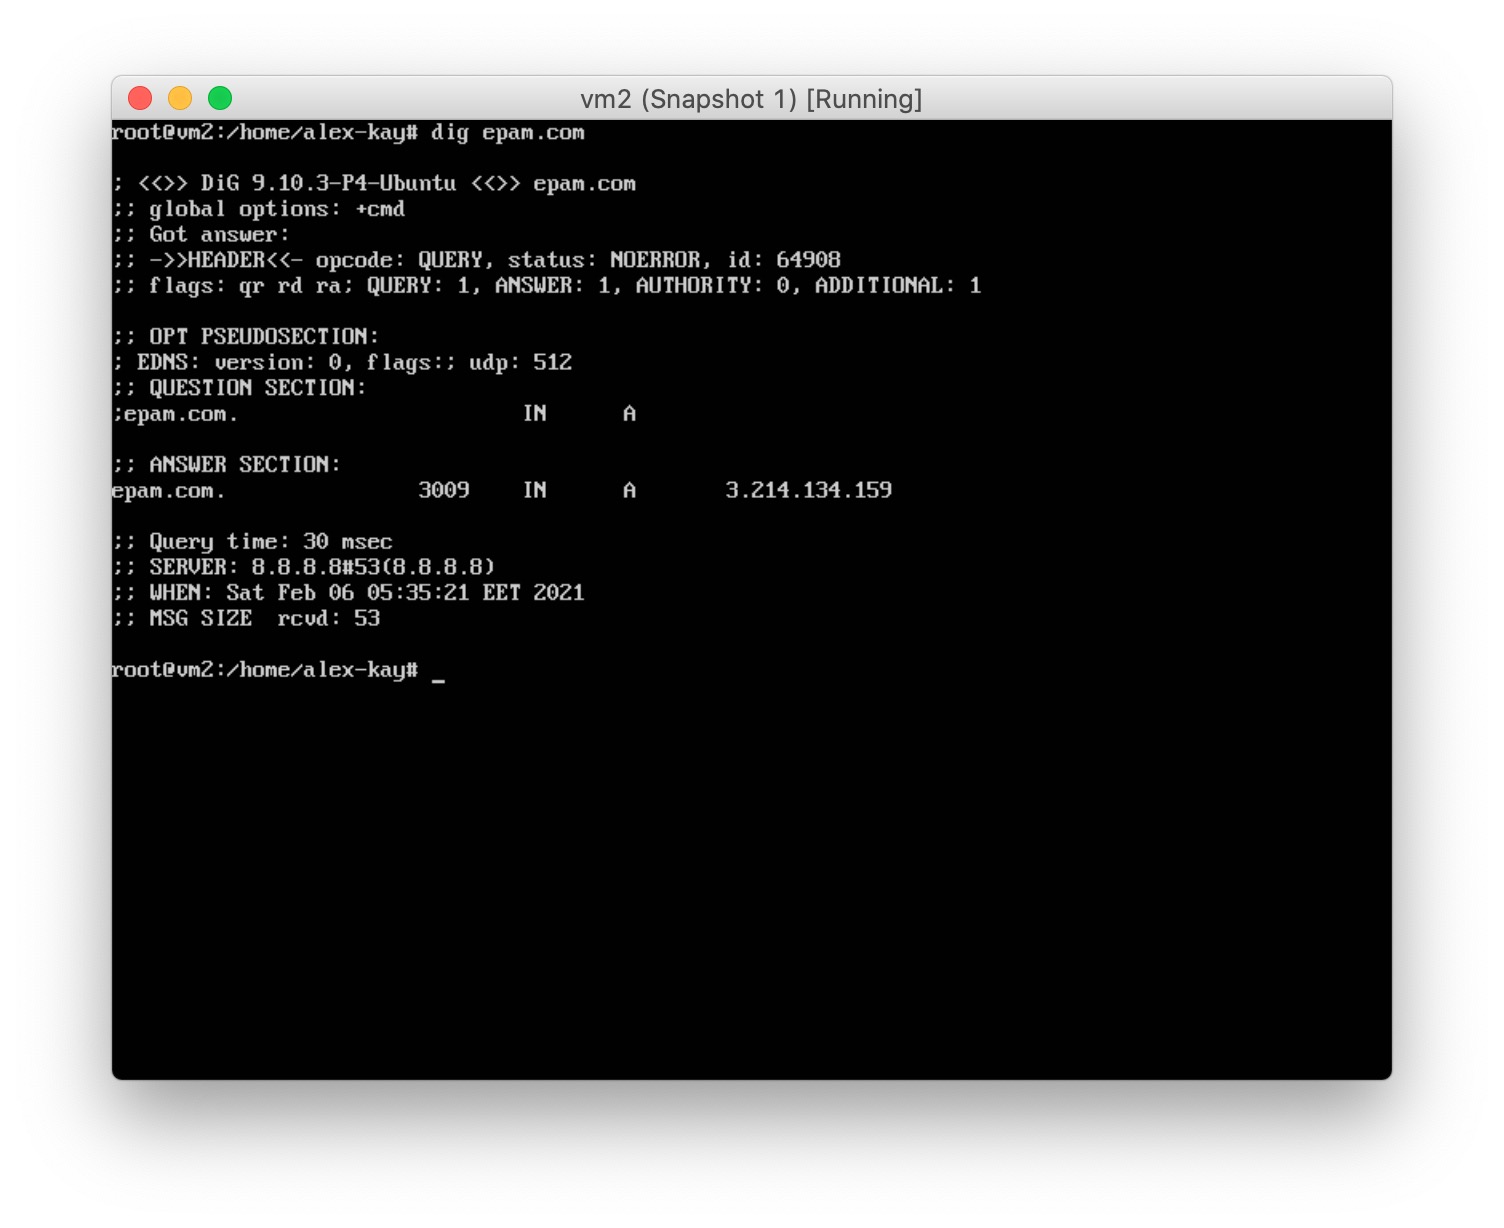 vm2 (Snapshot 1) [Running]
root@vm2:/home/alex-kay# dig epam.com
; <<>> DiG 9.10.3-P4-Ubuntu <<>> epam.com
;; global options: +cmd
;; Got answer:
;; ->>HEADER<<- opcode: QUERY, status: NOERROR, id: 64908
;; flags: qr rd ra; QUERY: 1, ANSWER: 1, AUTHORITY: 0, ADDITIONAL: 1
;; OPT PSEUDOSECTION:
; EDNS: version: 0, flags:; udp: 512
;; QUESTION SECTION:
;epam.com. IN A
;; ANSWER SECTION:
epam.com. 3009 IN A 3.214.134.159
;; Query time: 30 msec
;; SERVER: 8.8.8.8#53(8.8.8.8)
;; WHEN: Sat Feb 06 05:35:21 EET 2021
;; MSG SIZE  rcvd: 53
root@vm2:/home/alex-kay# _